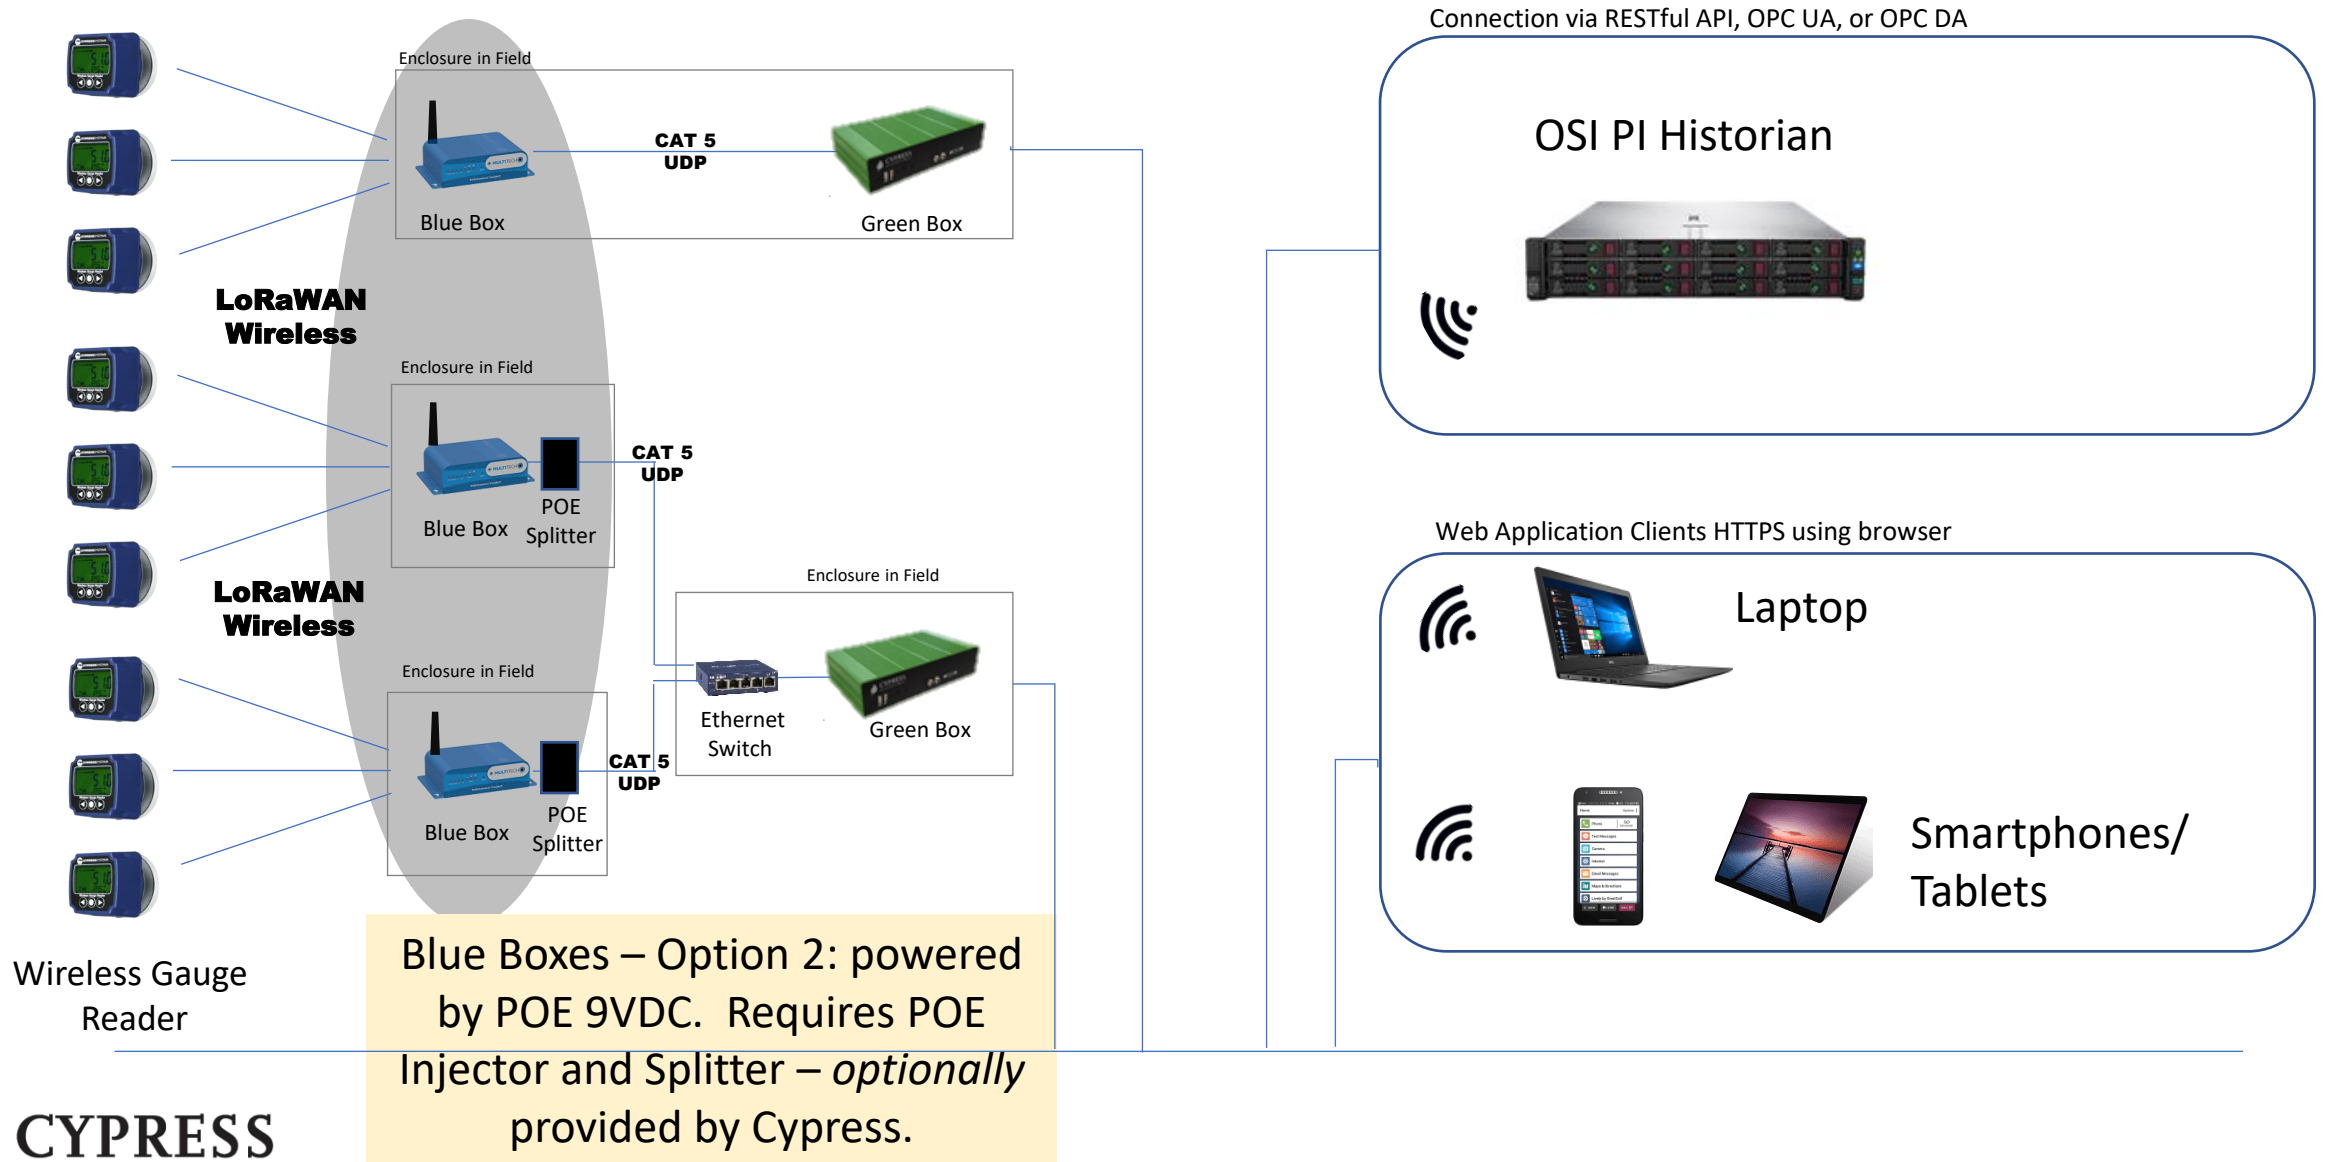 Connection via RESTful API, OPC UA, or OPC DA
Enclosure in Field
CAT 5
UDP
Blue Box
Green Box
OSI PI Historian
LoRaWAN
Wireless
Enclosure in Field
CAT 5
UDP
Blue Box
POE
Splitter
LoRaWAN
Wireless
Enclosure in Field
Enclosure in Field
Ethernet
Switch
Green Box
CAT 5
UDP
Blue Box
POE
Splitter
Web Application Clients HTTPS using browser
Laptop
Smartphones/
Tablets
Wireless Gauge
Reader
Blue Boxes – Option 2: powered
by POE 9VDC.  Requires POE
Injector and Splitter – optionally
provided by Cypress.
CYPRESS